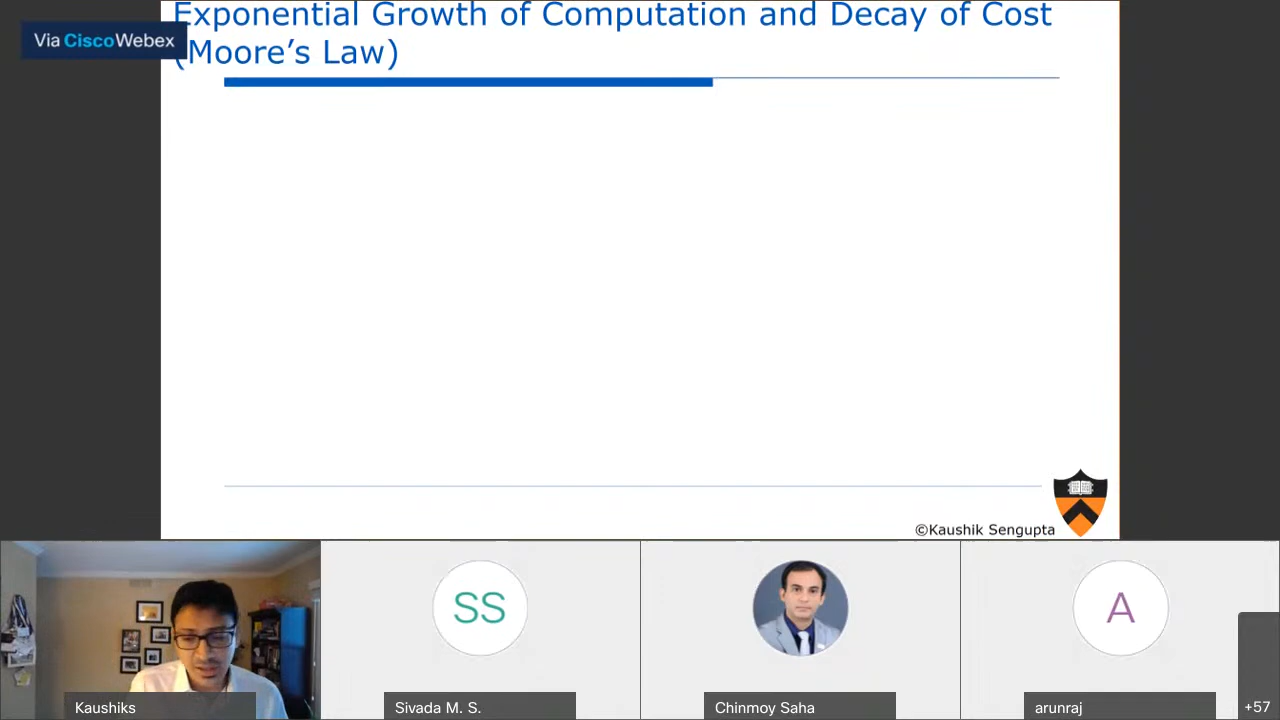 Exponential Growth of Computation and Decay of Cost
(Moore’s Law)
Via CiscoWebex
©Kaushik Sengupta
SS
A
Kaushiks
Sivada M. S.
Chinmoy Saha
arunraj
+57